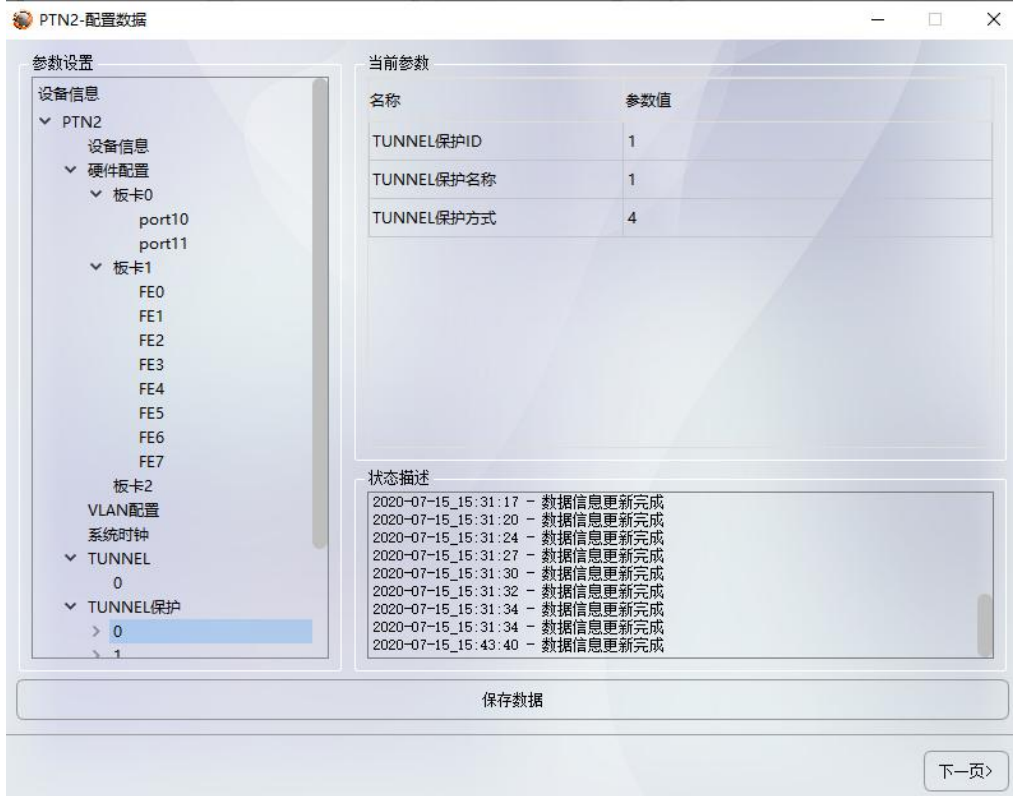 PTN2-配置数据
参数设置
设备信息
PTN2
设备信息
硬件配置
板卡0
port10
port11
板卡1
FE0
FE1
FE2
FE3
FE4
FE5
FE6
FE7
板卡2
VLAN配置
系统时钟
TUNNEL
0
TUNNEL保护
0
1
当前参数
名称 参数值
TUNNEL保护ID 1
TUNNEL保护名称 1
TUNNEL保护方式 4
状态描述
2020-07-15_15:31:17 - 数据信息更新完成
2020-07-15_15:31:20 - 数据信息更新完成
2020-07-15_15:31:24 - 数据信息更新完成
2020-07-15_15:31:27 - 数据信息更新完成
2020-07-15_15:31:30 - 数据信息更新完成
2020-07-15_15:31:32 - 数据信息更新完成
2020-07-15_15:31:34 - 数据信息更新完成
2020-07-15_15:31:34 - 数据信息更新完成
2020-07-15_15:43:40 - 数据信息更新完成
保存数据
下一页>